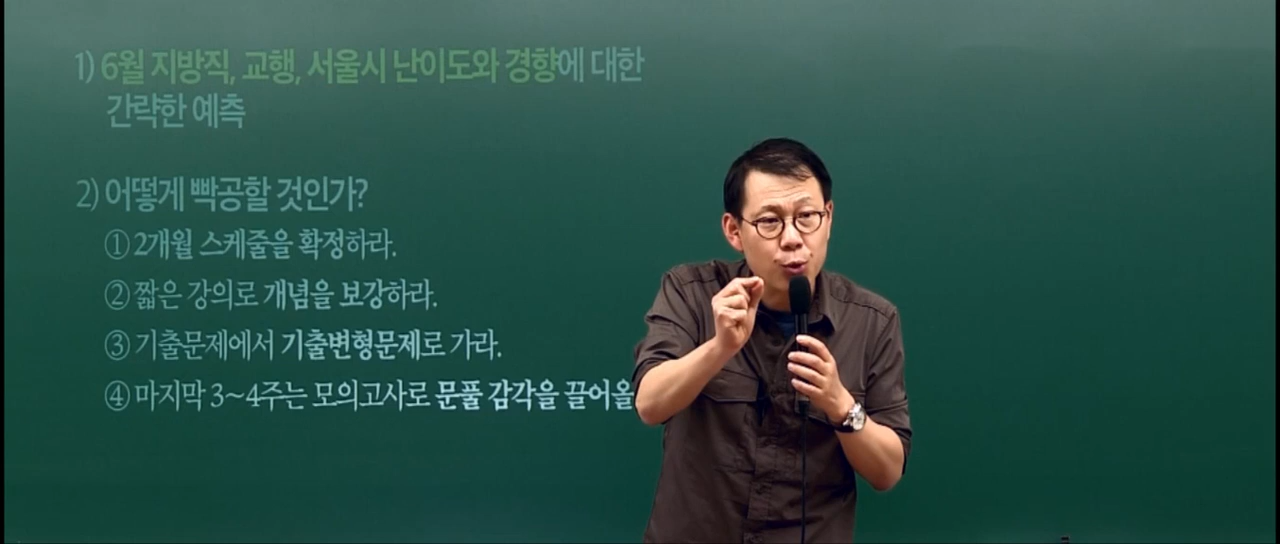 1) 6월 지방직, 교행, 서울시 난이도와 경향에 대한
간략한 예측
2) 어떻게 빡공할 것인가?
① 2개월 스케줄을 확정하라.
② 짧은 강의로 개념을 보강하라.
③ 기출문제에서 기출변형문제로 가라.
④ 마지막 3~4주는 모의고사로 문풀 감각을 끌어올